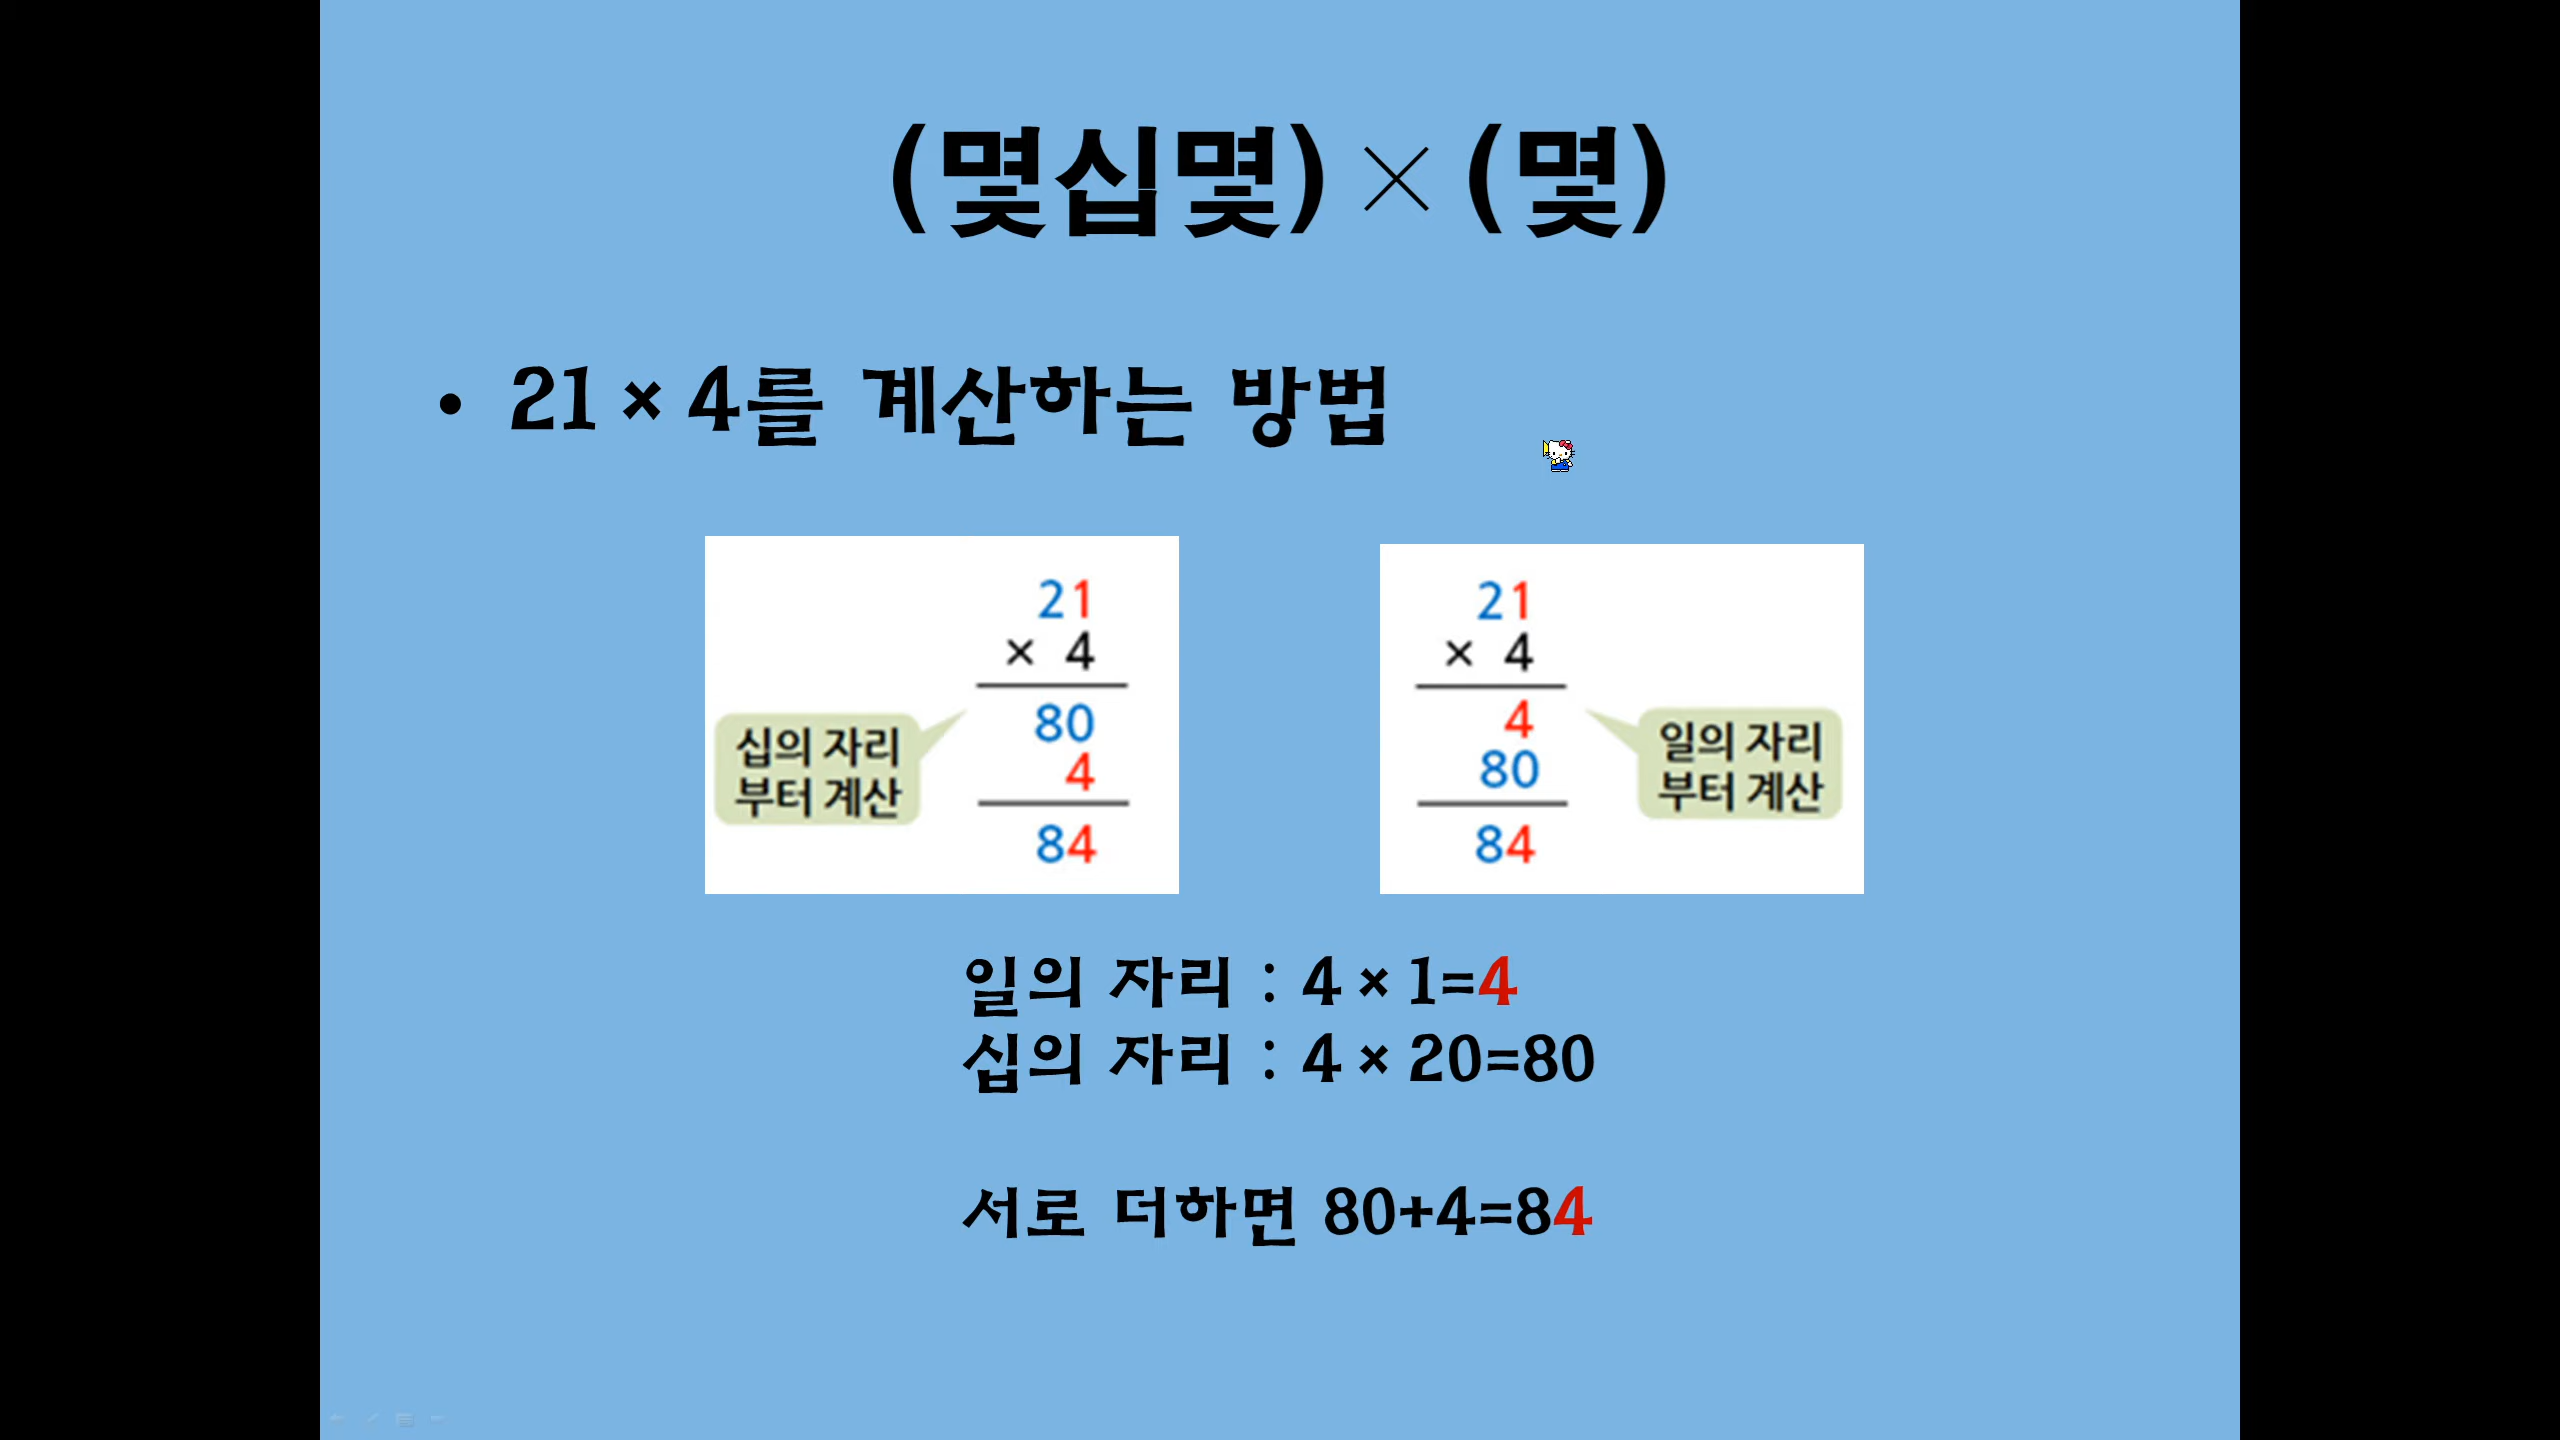 (몇십몇)×(몇)
• 21×4를 계산하는 방법
21
× 4
80
4
84
십의 자리
부터 계산
21
× 4
4
80
84
일의 자리
부터 계산
일의 자리 : 4×1=4
십의 자리 : 4×20=80
서로 더하면 80+4=84